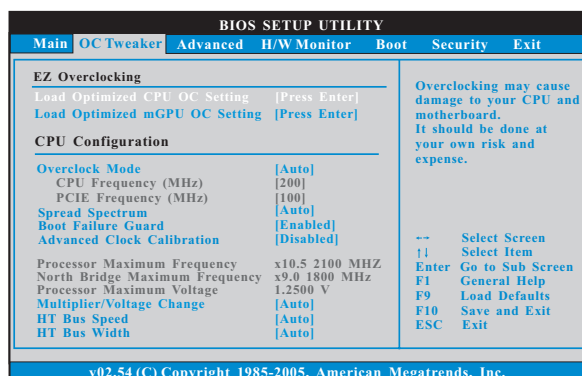 BIOS SETUP UTILITY
Main OC Tweaker Advanced H/W Monitor Boot Security Exit
EZ Overclocking
Load Optimized CPU OC Setting [Press Enter]
Load Optimized mGPU OC Setting [Press Enter]
CPU Configuration
Overclock Mode [Auto]
CPU Frequency (MHz) [200]
PCIE Frequency (MHz) [100]
Spread Spectrum [Auto]
Boot Failure Guard [Enabled]
Advanced Clock Calibration [Disabled]
Processor Maximum Frequency x10.5 2100 MHZ
North Bridge Maximum Frequency x9.0 1800 MHz
Processor Maximum Voltage 1.2500 V
Multiplier/Voltage Change [Auto]
HT Bus Speed [Auto]
HT Bus Width [Auto]
Overclocking may cause
damage to your CPU and
motherboard.
It should be done at
your own risk and
expense.
←→ Select Screen
↑↓ Select Item
Enter Go to Sub Screen
F1 General Help
F9 Load Defaults
F10 Save and Exit
ESC Exit
v02.54 (C) Copyright 1985-2005, American Megatrends, Inc.